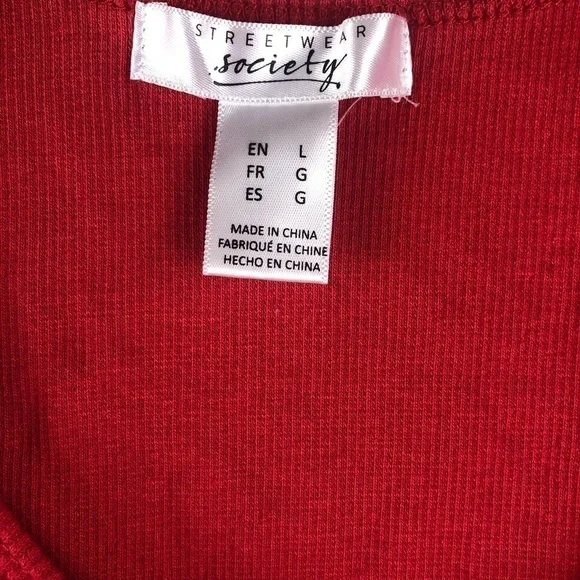 STREETWEAR
society
EN L
FR G
ES G
MADE IN CHINA
FABRIQUÉ EN CHINE
HECHO EN CHINA